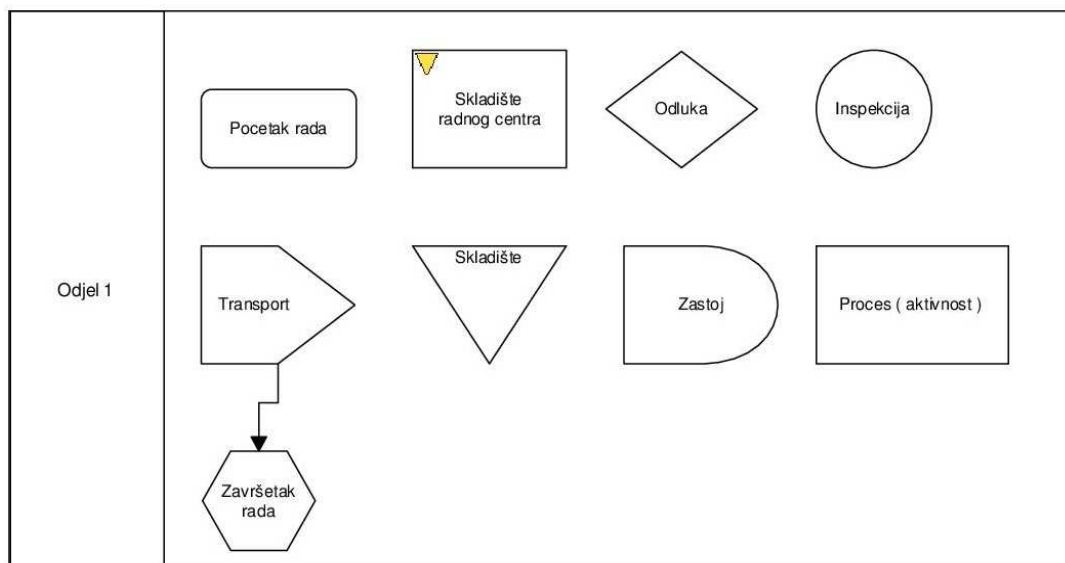 Odjel 1
Pocetak rada
Skladište
radnog centra
Odluka
Inspekcija
Transport
Skladište
Zastoj
Proces ( aktivnost )
Završetak
rada